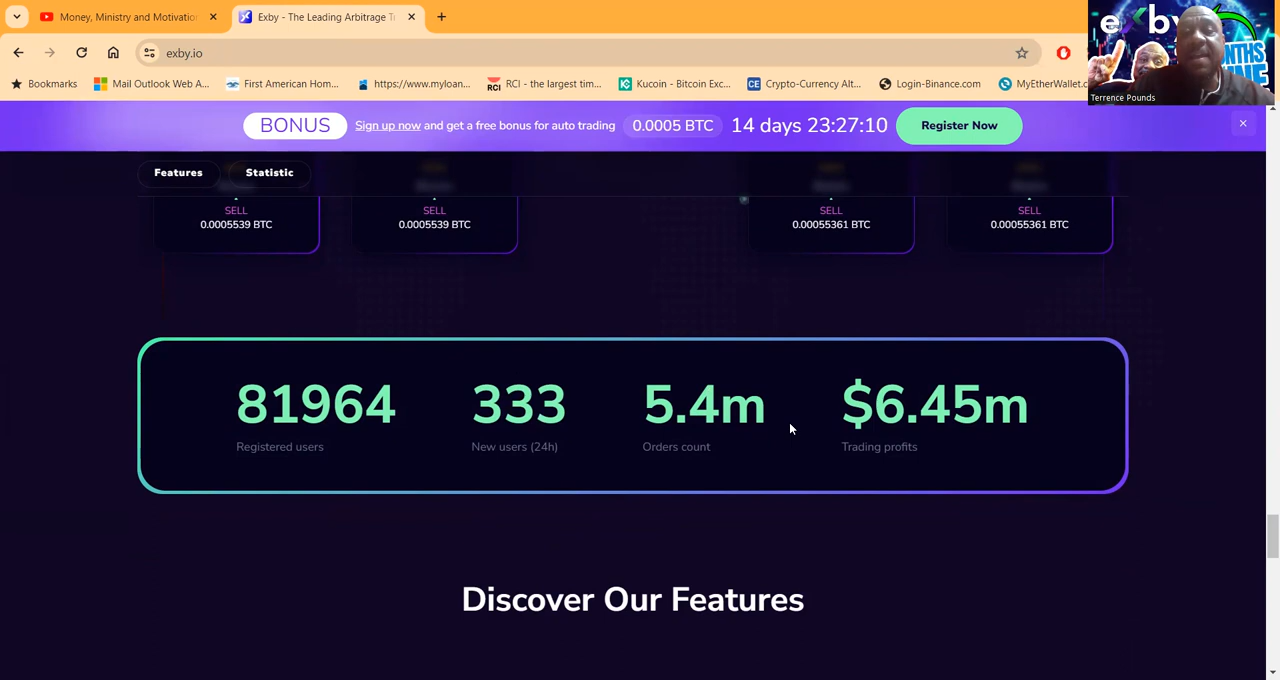 Money, Ministry and Motivation
Exby - The Leading Arbitrage Tr
exby.io
Bookmarks
Mail Outlook Web A...
First American Hom...
https://www.myloan...
RCI - the largest tim...
Kucoin - Bitcoin Exc...
Crypto-Currency Alt...
Login-Binance.com
MyEtherWallet.c
Terrence Pounds
BONUS Sign up now and get a free bonus for auto trading 0.0005 BTC 14 days 23:27:10 Register Now
Features Statistic
SELL SELL SELL SELL
0.0005539 BTC 0.0005539 BTC 0.00055361 BTC 0.00055361 BTC
81964 333 5.4m $6.45m
Registered users New users (24h) Orders count Trading profits
Discover Our Features